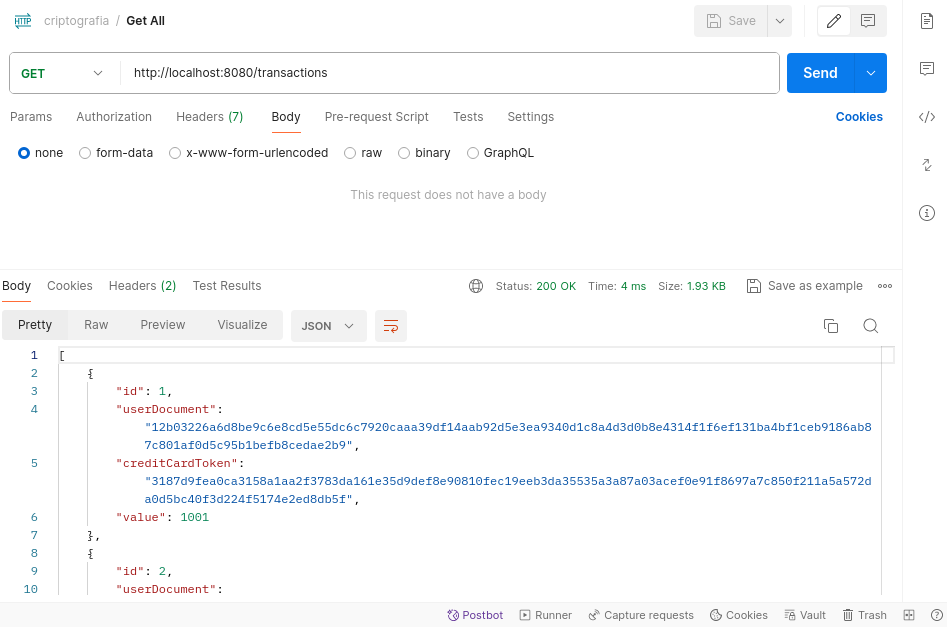 HTTP criptografia / Get All Save
GET http://localhost:8080/transactions Send
Params Authorization Headers (7) Body Pre-request Script Tests Settings Cookies
none form-data x-www-form-urlencoded raw binary GraphQL
This request does not have a body
Body Cookies Headers (2) Test Results Status: 200 OK Time: 4 ms Size: 1.93 KB Save as example
Pretty Raw Preview Visualize JSON
1 [
2 {
3 "id": 1,
4 "userDocument":
"12b03226a6d8be9c6e8cd5e55dc6c7920caaa39df14aab92d5e3ea9340d1c8a4d3d0b8e4314f1f6ef131ba4bf1ceb9186ab8
7c801af0d5c95b1befb8cedae2b9",
5 "creditCardToken":
"3187d9fea0ca3158a1aa2f3783da161e35d9def8e90810fec19eeb3da35535a3a87a03acef0e91f8697a7c850f211a5a572d
a0d5bc40f3d224f5174e2ed8db5f",
6 "value": 1001
7 },
8 {
9 "id": 2,
10 "userDocument":
Postbot Runner Capture requests Cookies Vault Trash